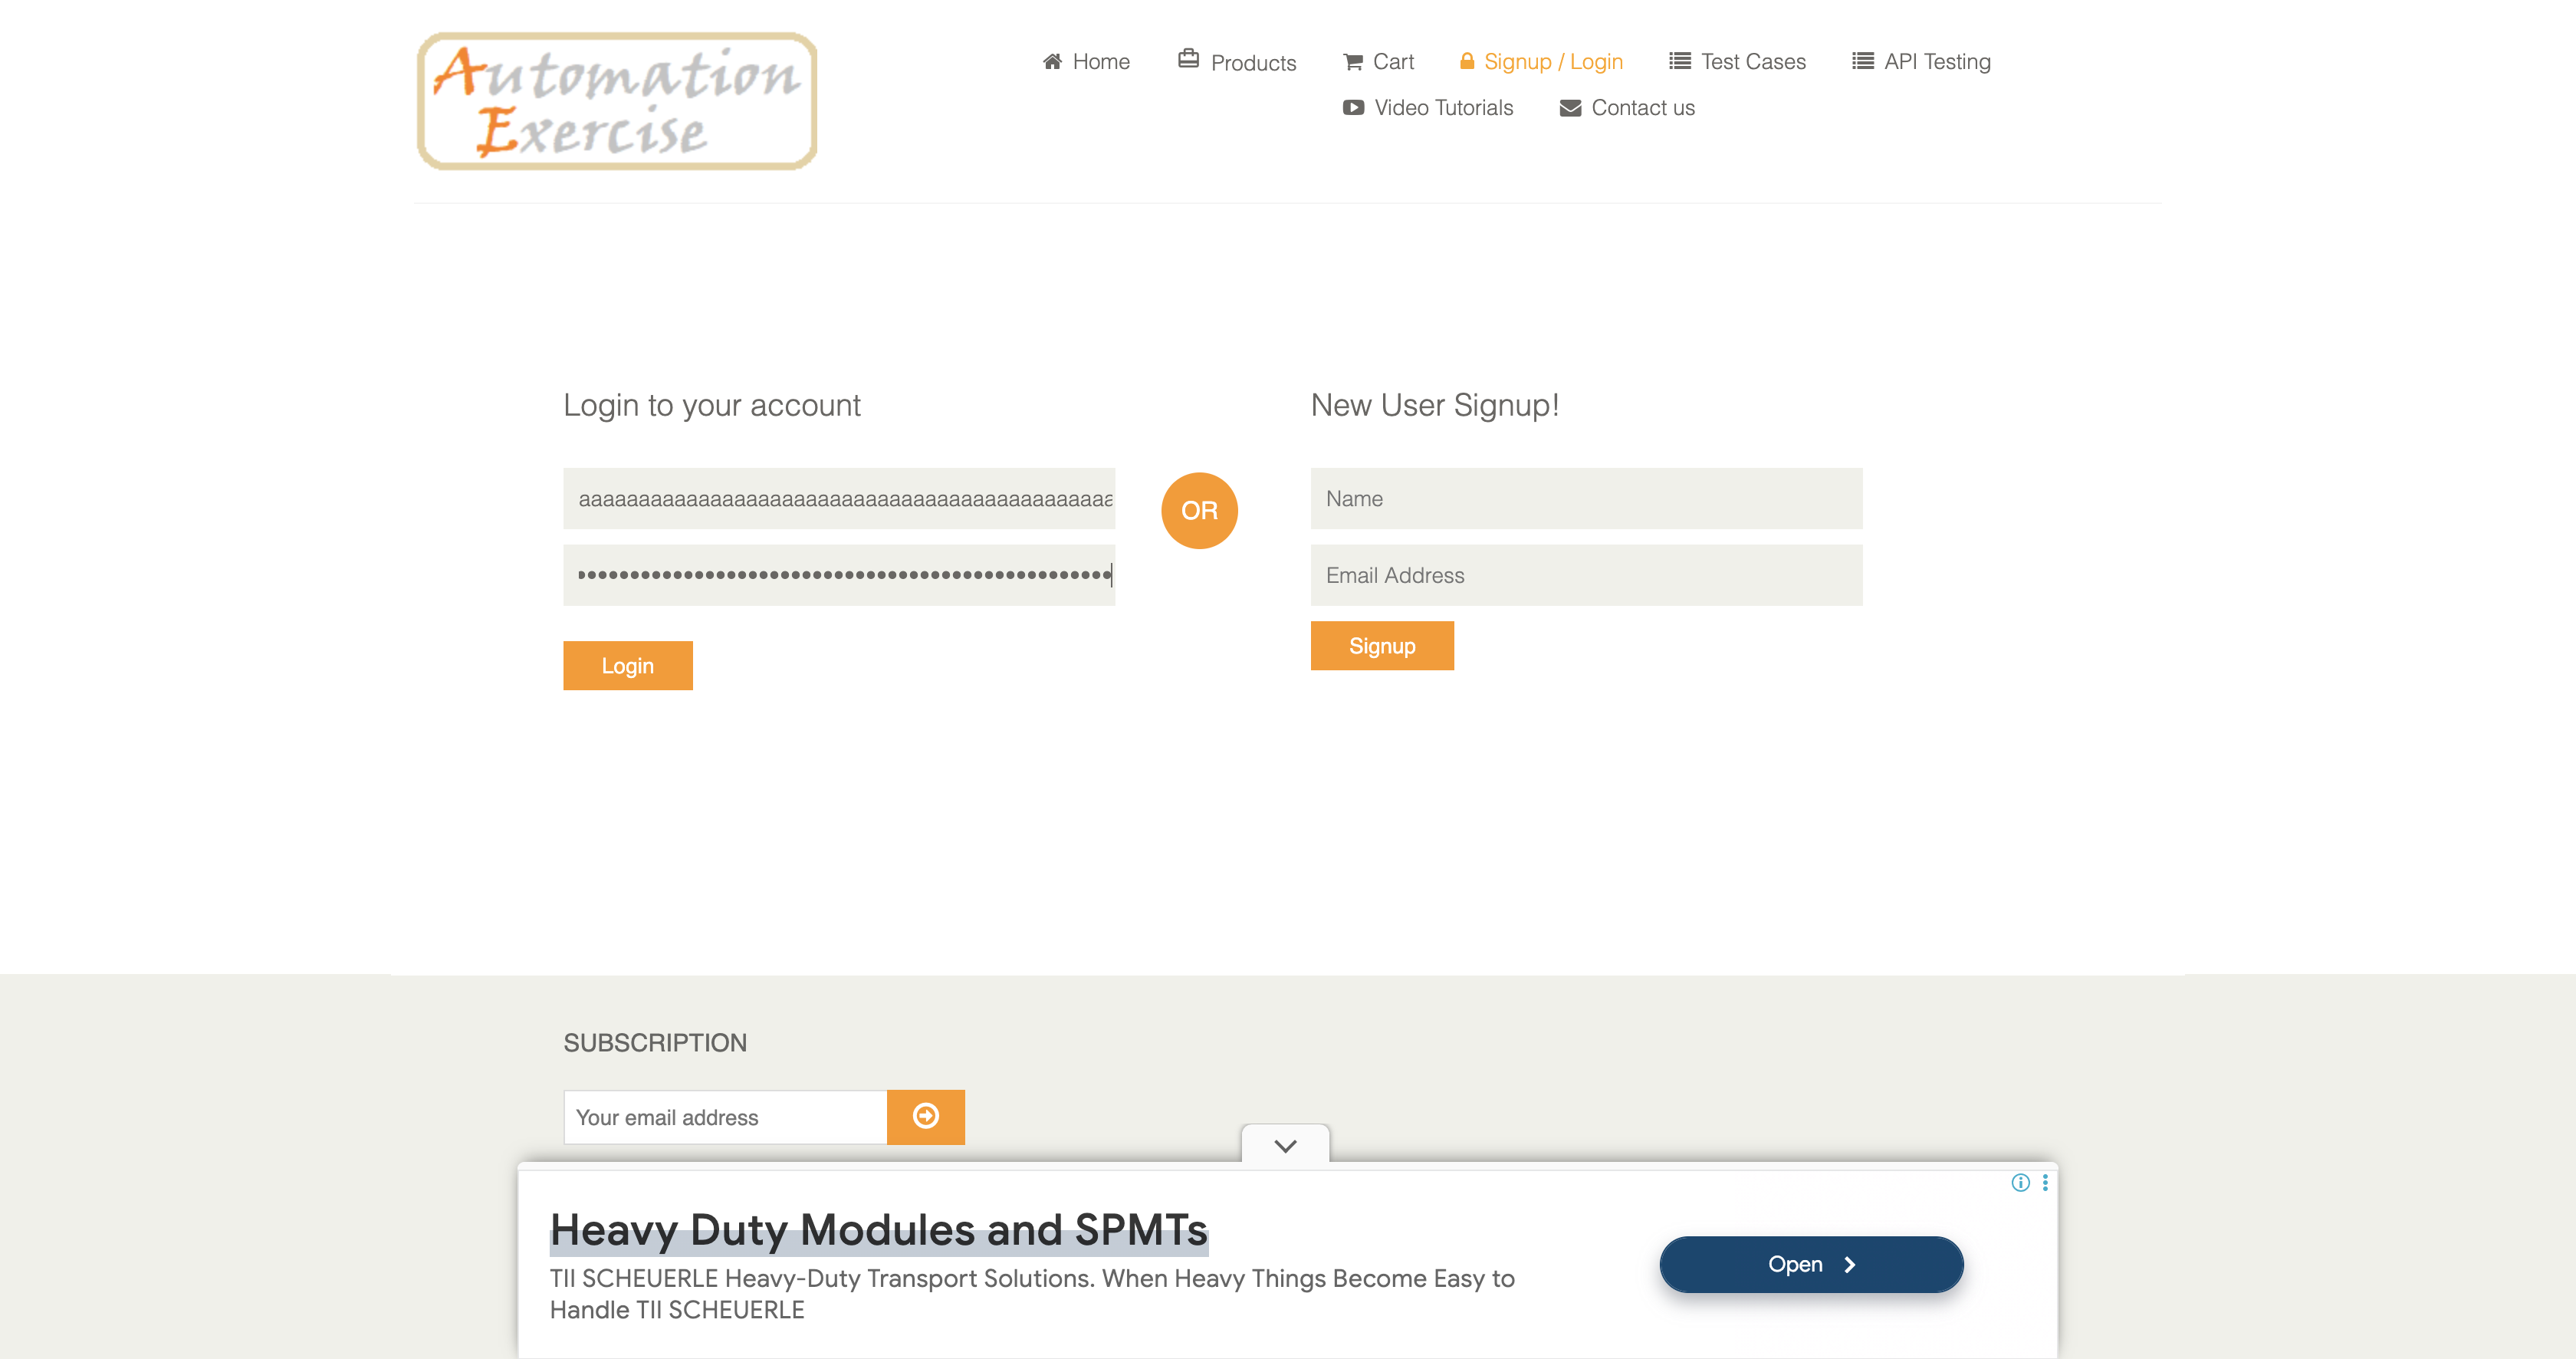 Automation
Exercise
Home
Products
Cart
Signup / Login
Test Cases
API Testing
Video Tutorials
Contact us
Login to your account
aaaaaaaaaaaaaaaaaaaaaaaaaaaaaaaaaaaaaaaaaaaaa
•••••••••••••••••••••••••••••••••••••••••••••••••
Login
OR
New User Signup!
Name
Email Address
Signup
SUBSCRIPTION
Your email address
Heavy Duty Modules and SPMTs
TII SCHEUERLE Heavy-Duty Transport Solutions. When Heavy Things Become Easy to
Handle TII SCHEUERLE
Open